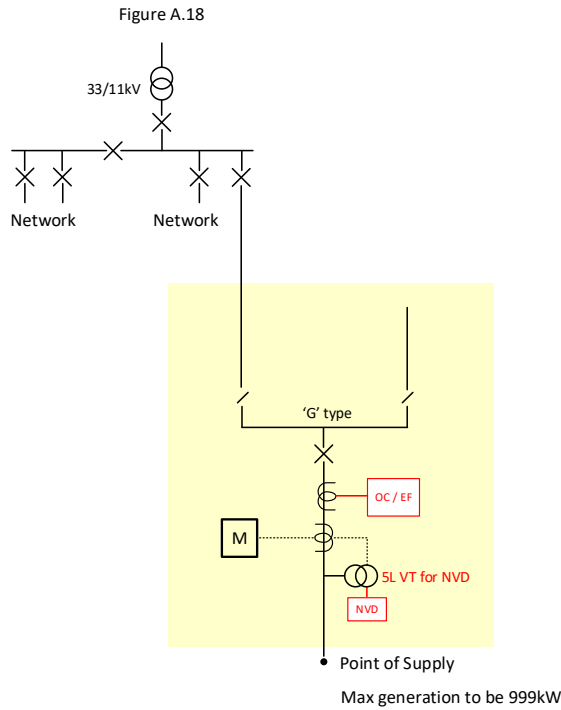 Figure A.18
33/11kV
Network
Network
‘G’ type
OC / EF
M
5L VT for NVD
NVD
Point of Supply
Max generation to be 999kW